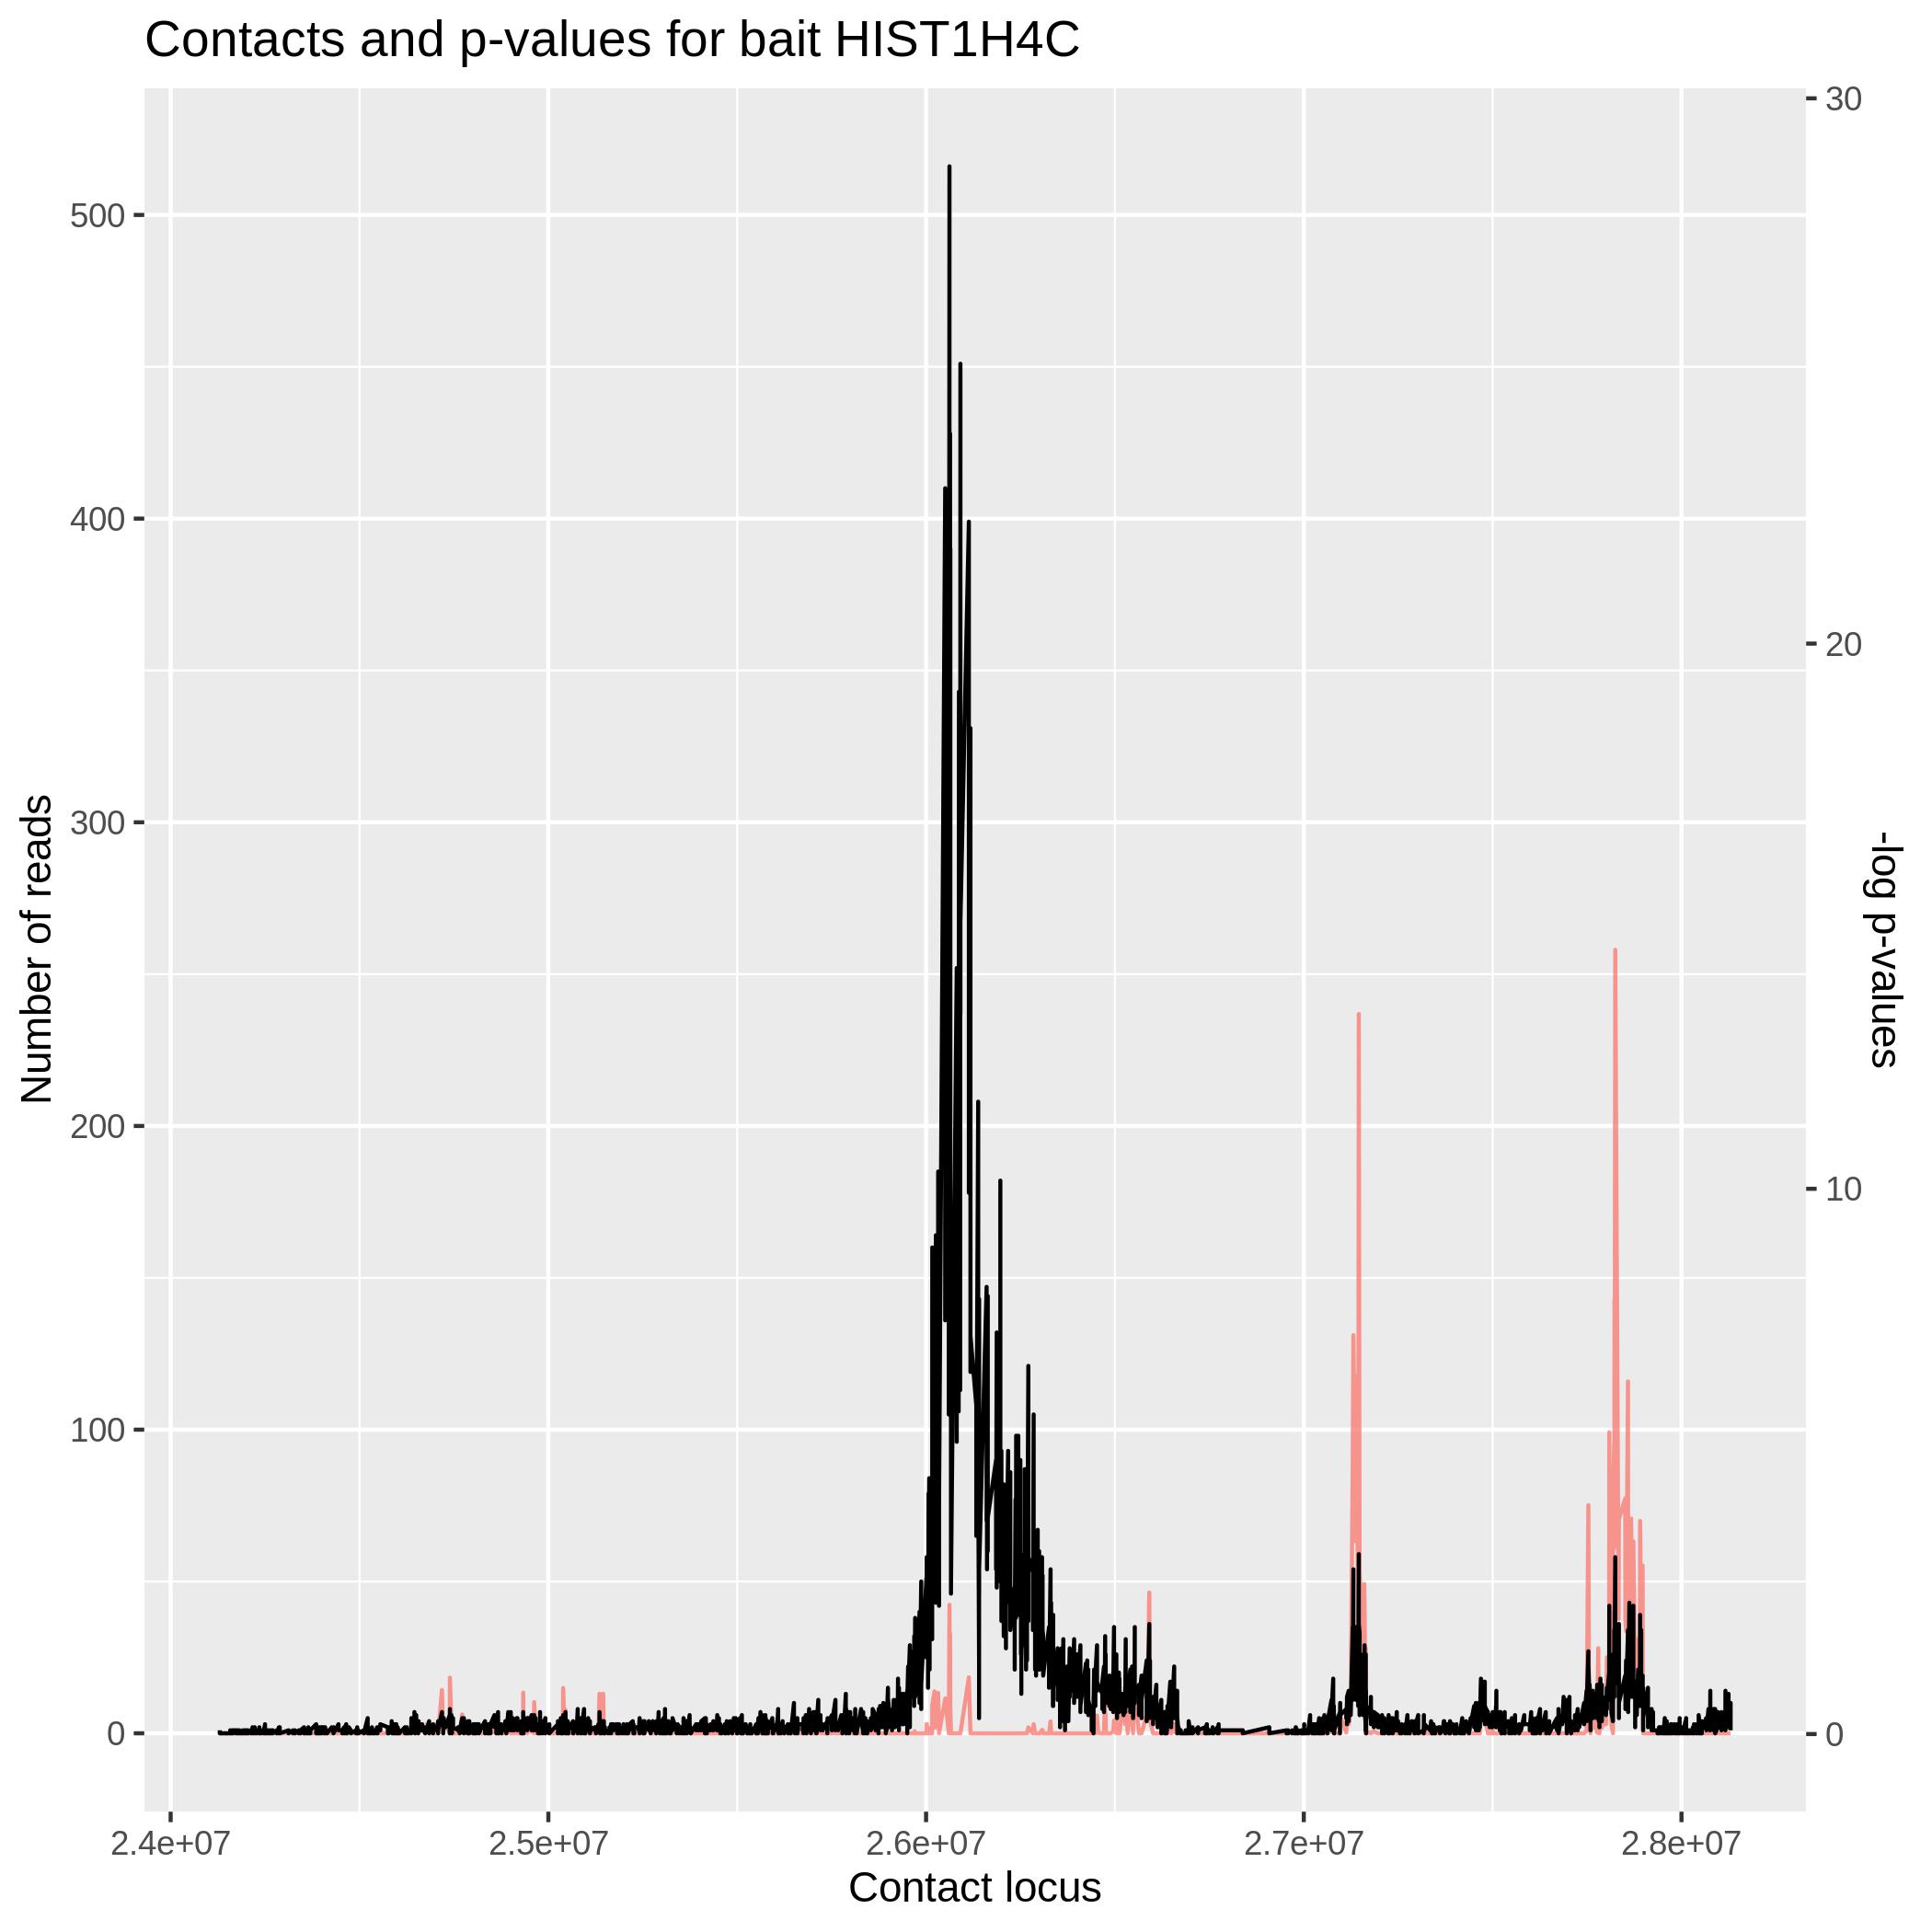 Contacts and p-values for bait HIST1H4C
30
500
400
20
300
Number of reads
-log p-values
200
10
100
0
0
2.4e+07 2.5e+07 2.6e+07 2.7e+07 2.8e+07
Contact locus